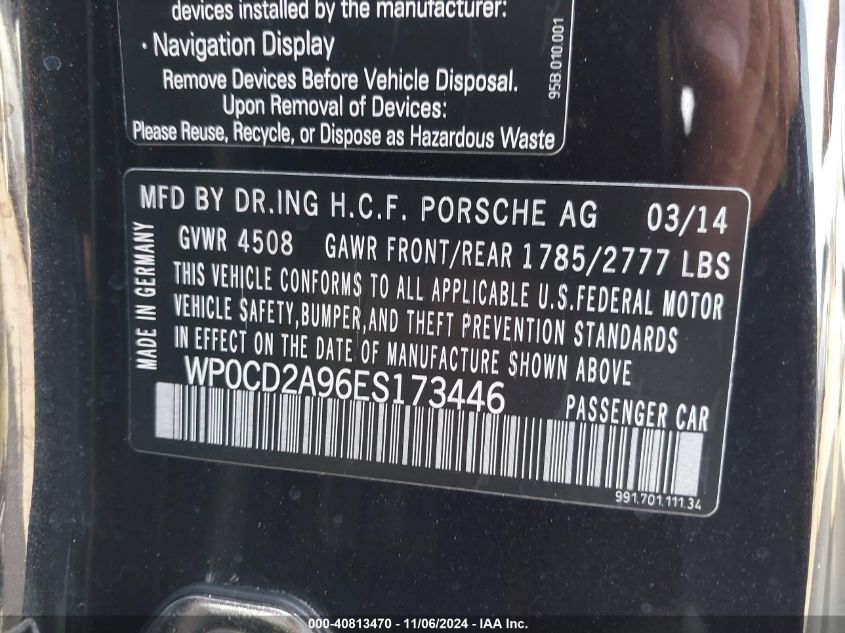 devices installed by the manufacturer:
· Navigation Display
Remove Devices Before Vehicle Disposal.
Upon Removal of Devices:
Please Reuse, Recycle, or Dispose as Hazardous Waste
95B.010.001
MFD BY DR.ING H.C.F. PORSCHE AG 03/14
GVWR 4508 GAWR FRONT/REAR 1785/2777 LBS
THIS VEHICLE CONFORMS TO ALL APPLICABLE U.S.FEDERAL MOTOR
VEHICLE SAFETY,BUMPER,AND THEFT PREVENTION STANDARDS
IN EFFECT ON THE DATE OF MANUFACTURE SHOWN ABOVE
MADE IN GERMANY
WP0CD2A96ES173446 PASSENGER CAR
991.701.111.34
000-40813470 - 11/06/2024 - IAA Inc.